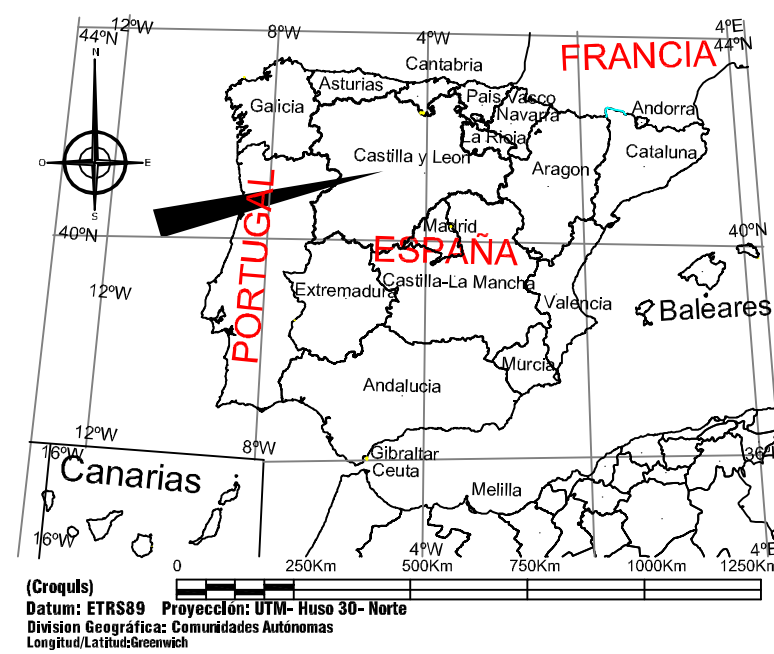 12ºW
8ºW
4ºW
4ºE
44ºN
44ºN
FRANCIA
Cantabria
Asturias
Pais Vasco
Navarra
Andorra
Galicia
La Rioja
Castilla y Leon
Aragon
Cataluna
N
O
E
S
PORTUGAL
Madrid
40ºN
ESPAÑA
40ºN
Castilla-La Mancha
Extremadura
12ºW
Valencia
Baleares
Murcia
Andalucia
12ºW
16ºW
8ºW
Gibraltar
36º
Canarias
Ceuta
Melilla
16ºW
4ºW
4ºE
0
250Km
500Km
750Km
1000Km
1250Km
(Croquls)
Datum: ETRS89 Proyección: UTM- Huso 30- Norte
Division Geográfica: Comunidades Autónomas
Longitud/Latitud:Greenwich